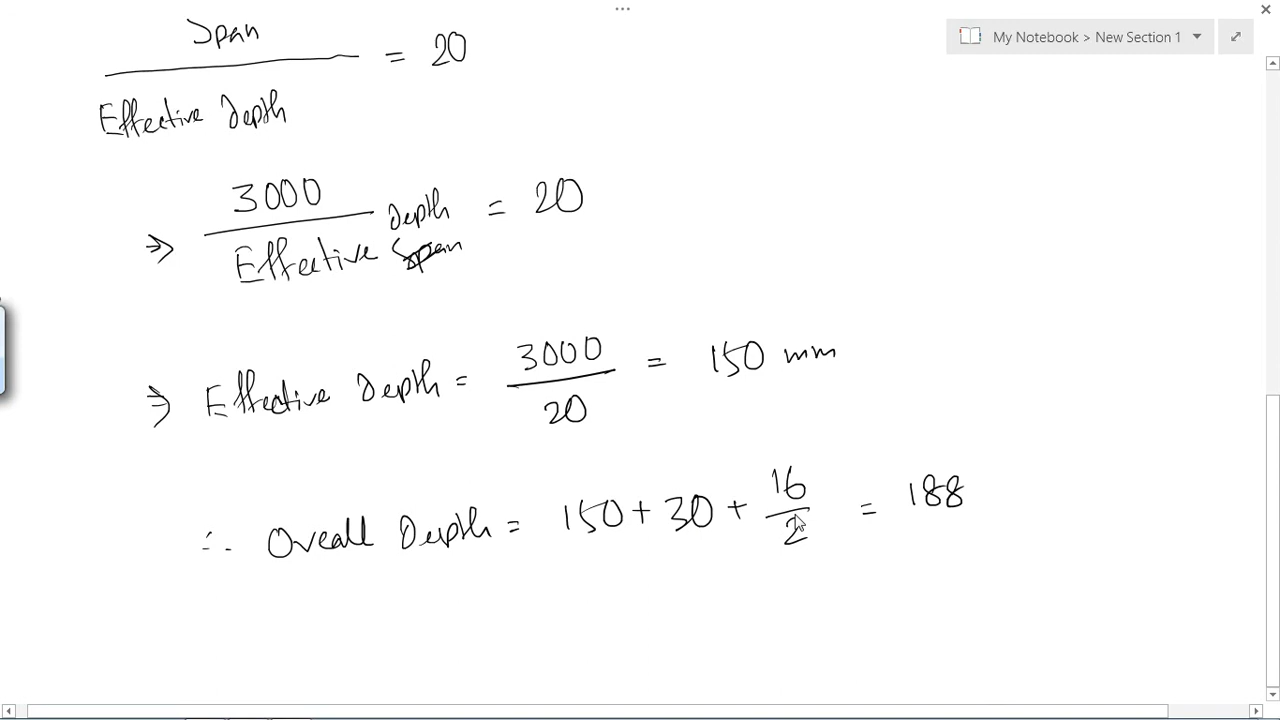 ...
My Notebook > New Section 1
Span / Effective Depth = 20
⇒ 3000 / Effective Depth = 20
⇒ Effective Depth = 3000 / 20 = 150 mm
∴ Overall Depth = 150 + 30 + 16 / 2 = 188